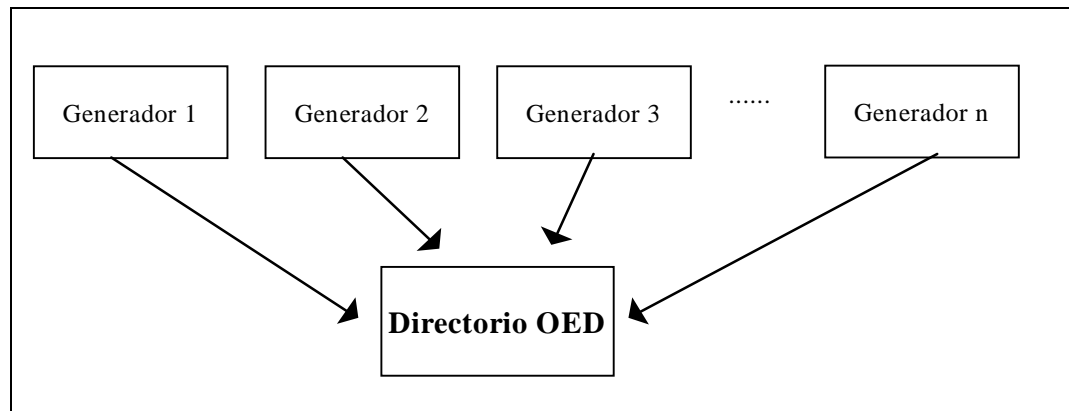 Generador 1
Generador 2
Generador 3
......
Generador n
Directorio OED